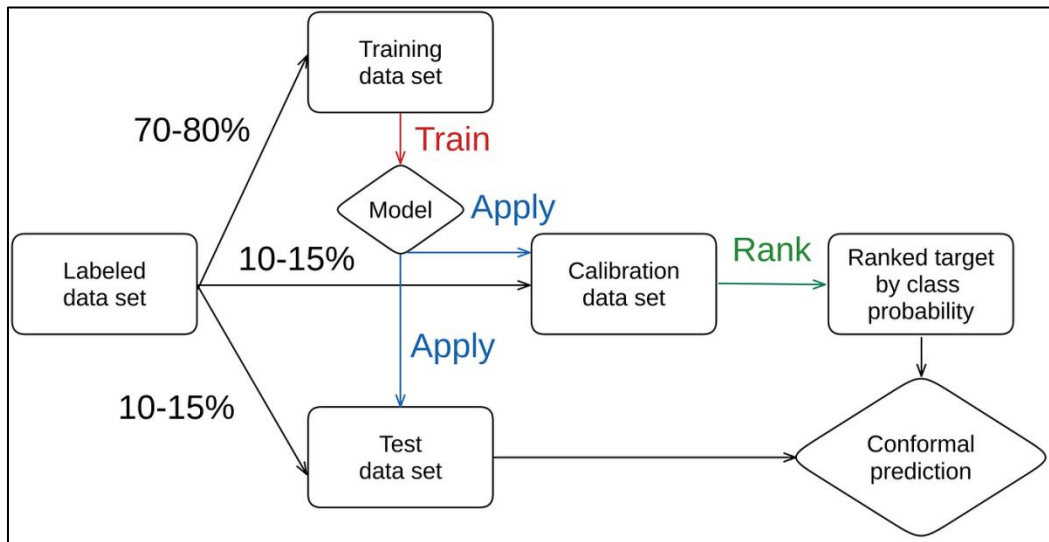 Training
data set
70-80%
Train
Model
Apply
Labeled
data set
10-15%
Calibration
data set
Rank
Ranked target
by class
probability
Apply
10-15%
Test
data set
Conformal
prediction